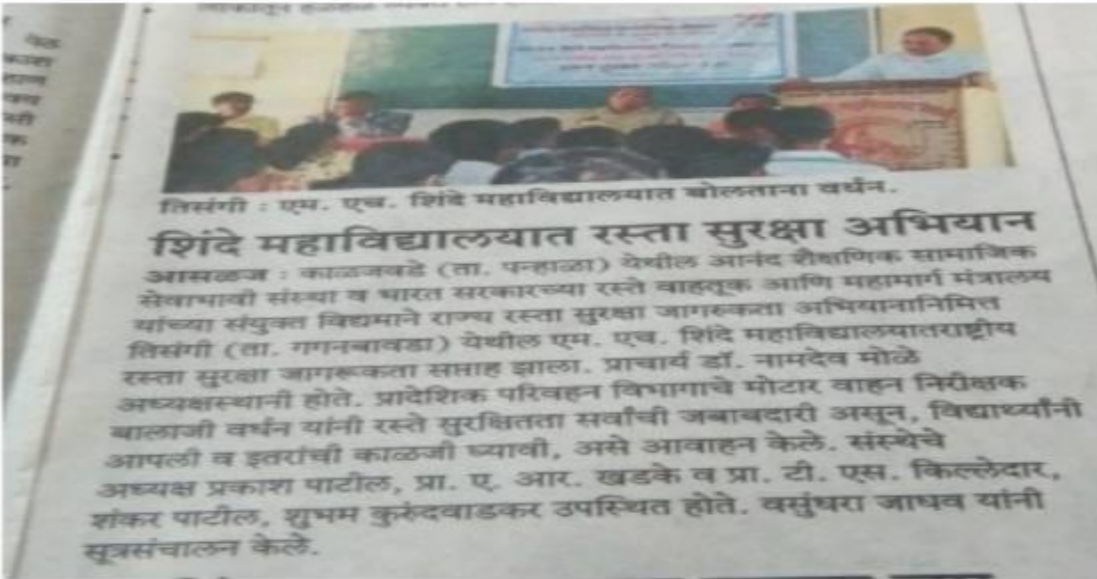 तिसंगी : एम. एच. शिंदे महाविद्यालयात बोलताना वर्धन.
शिंदे महाविद्यालयात रस्ता सुरक्षा अभियान
आसळज : काळजवडे (ता. पन्हाळा) येथील आनंद शैक्षणिक सामाजिक
सेवाभावी संस्था व भारत सरकारच्या रस्ते वाहतूक आणि महामार्ग मंत्रालय
यांच्या संयुक्त विद्यमाने राज्य रस्ता सुरक्षा जागरुकता अभियानानिमित्त
तिसंगी (ता. गगनबावडा) येथील एम. एच. शिंदे महाविद्यालयातराष्ट्रीय
रस्ता सुरक्षा जागरूकता सप्ताह झाला. प्राचार्य डॉ. नामदेव मोळे
अध्यक्षस्थानी होते. प्रादेशिक परिवहन विभागाचे मोटार वाहन निरीक्षक
बालाजी वर्धन यांनी रस्ते सुरक्षितता सर्वांची जबाबदारी असून, विद्यार्थ्यांनी
आपली व इतरांची काळजी घ्यावी, असे आवाहन केले. संस्थेचे
अध्यक्ष प्रकाश पाटील, प्रा. ए. आर. खडके व प्रा. टी. एस. किल्लेदार,
शंकर पाटील, शुभम कुरुंदवाडकर उपस्थित होते. वसुंधरा जाधव यांनी
सूत्रसंचालन केले.